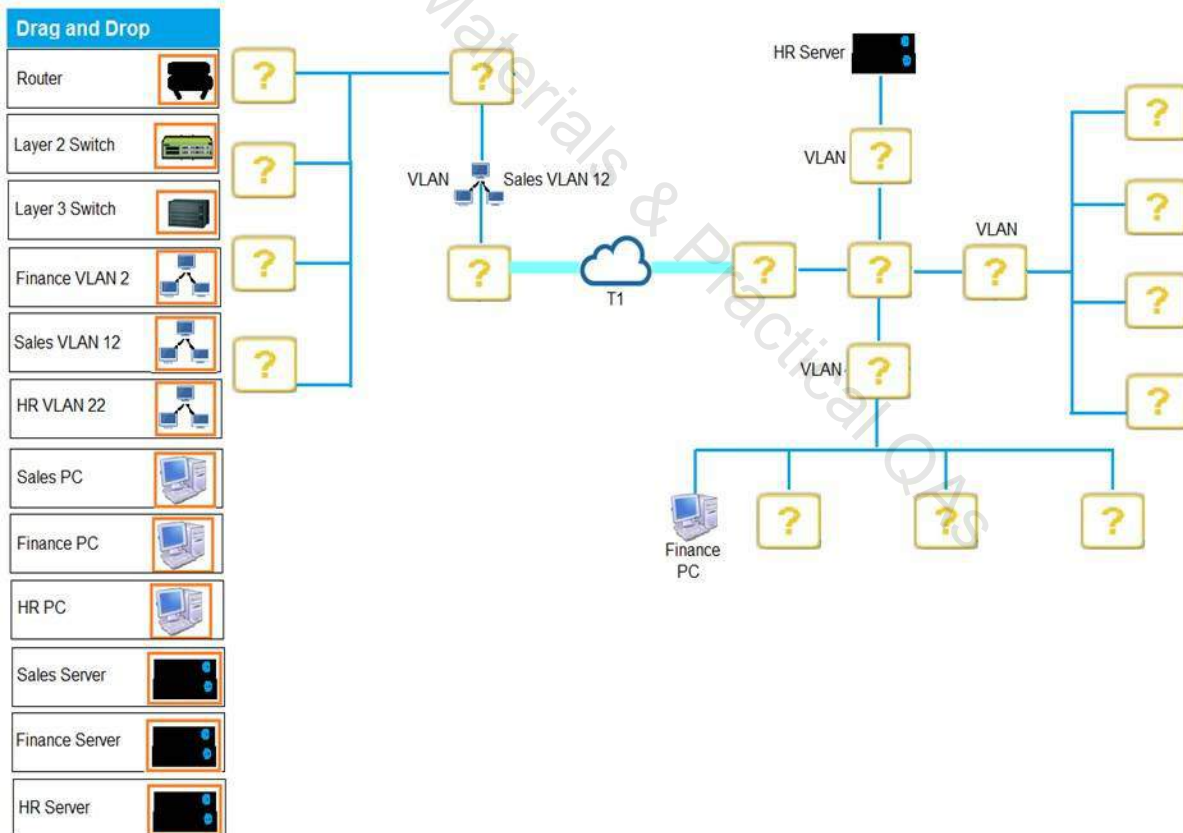 Drag and Drop
Router
Layer 2 Switch
Layer 3 Switch
Finance VLAN 2
Sales VLAN 12
HR VLAN 22
Sales PC
Finance PC
HR PC
Sales Server
Finance Server
HR Server
?
?
?
?
?
VLAN
Sales VLAN 12
?
T1
?
HR Server
VLAN
?
?
VLAN
?
VLAN
?
?
?
?
?
Finance
PC
?
?
?
Materials & Practical QAs